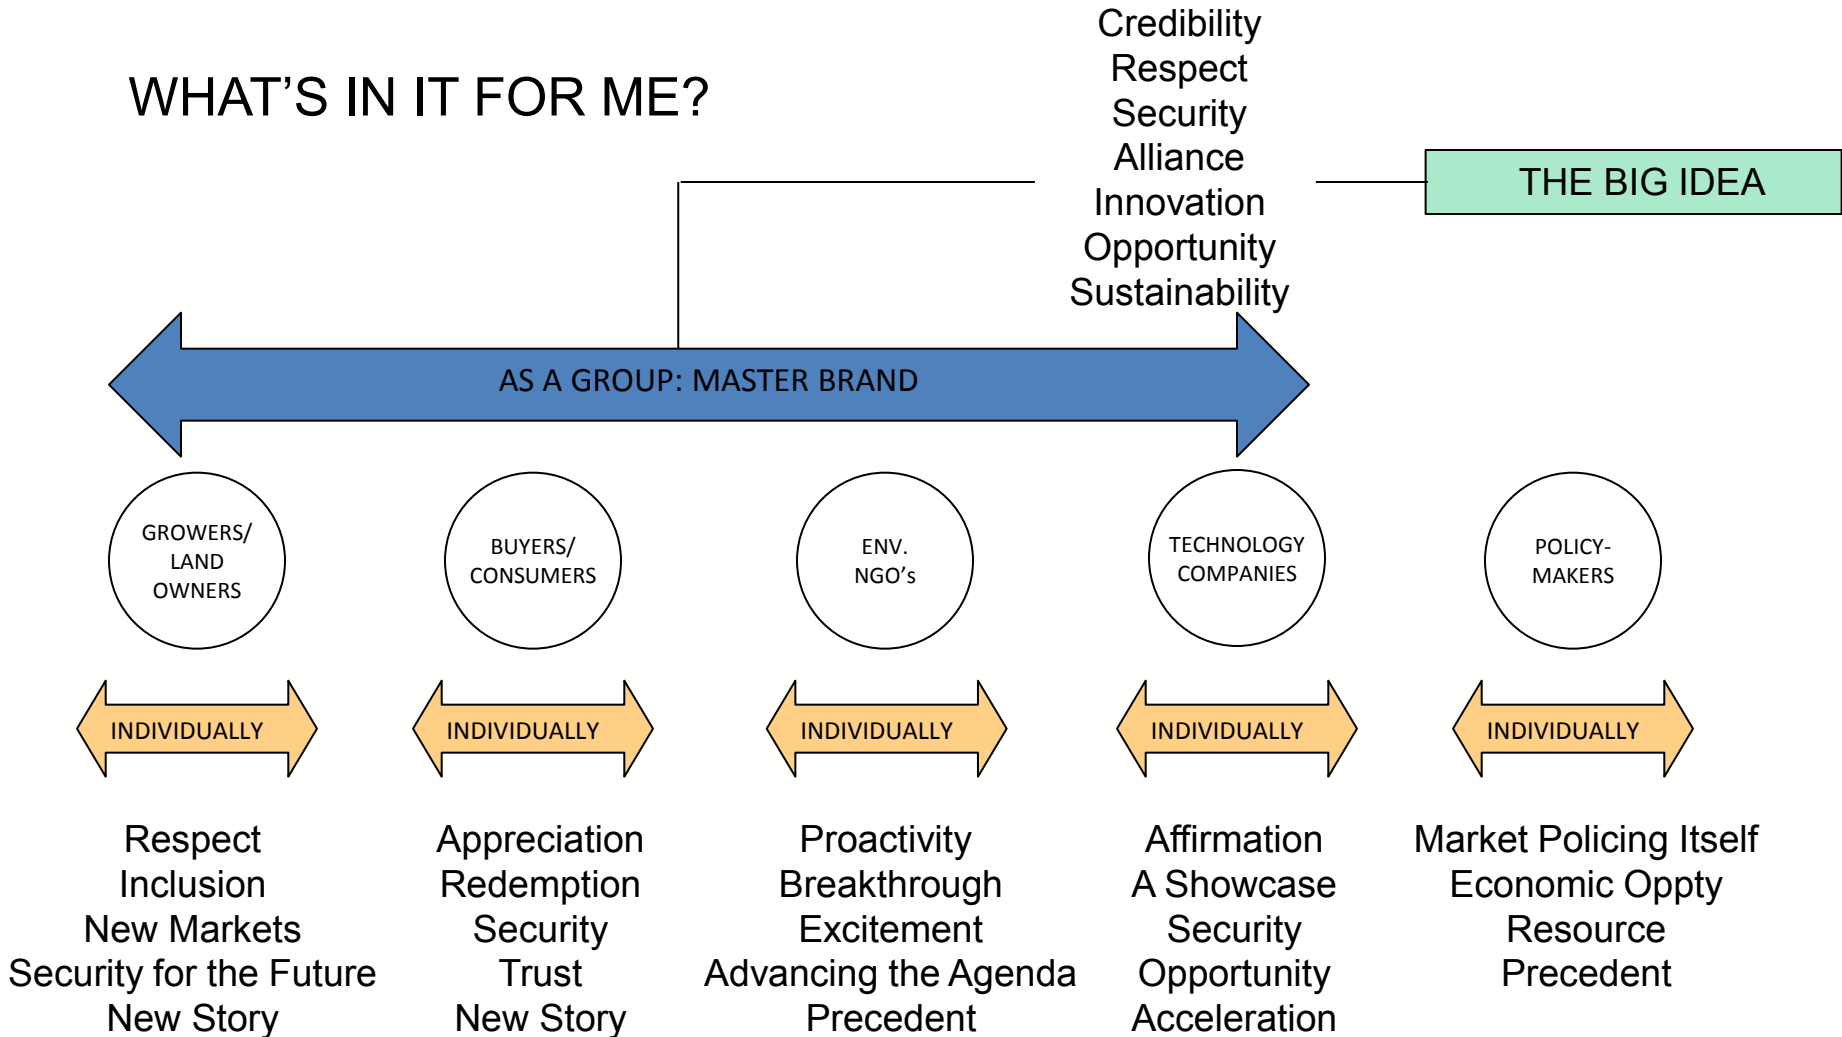 WHAT’S IN IT FOR ME?
Credibility
Respect
Security
Alliance
Innovation
Opportunity
Sustainability
THE BIG IDEA
AS A GROUP: MASTER BRAND
GROWERS/
LAND
OWNERS
BUYERS/
CONSUMERS
ENV.
NGO’s
TECHNOLOGY
COMPANIES
POLICY-
MAKERS
INDIVIDUALLY
INDIVIDUALLY
INDIVIDUALLY
INDIVIDUALLY
INDIVIDUALLY
Respect
Inclusion
New Markets
Security for the Future
New Story
Appreciation
Redemption
Security
Trust
New Story
Proactivity
Breakthrough
Excitement
Advancing the Agenda
Precedent
Affirmation
A Showcase
Security
Opportunity
Acceleration
Market Policing Itself
Economic Oppty
Resource
Precedent